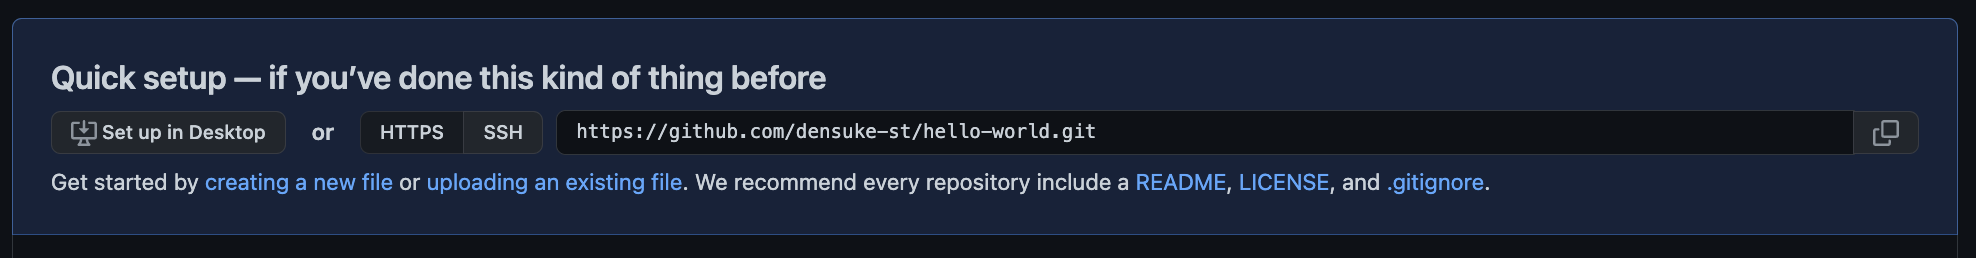 Quick setup — if you’ve done this kind of thing before
Set up in Desktop or HTTPS SSH https://github.com/densuke-st/hello-world.git
Get started by creating a new file or uploading an existing file. We recommend every repository include a README, LICENSE, and .gitignore.